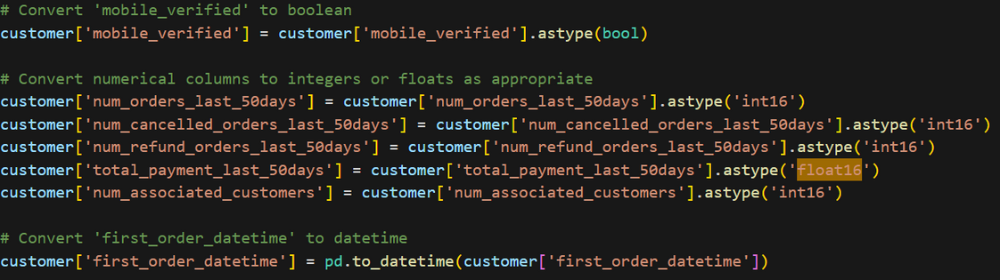 # Convert 'mobile_verified' to boolean
customer['mobile_verified'] = customer['mobile_verified'].astype(bool)
# Convert numerical columns to integers or floats as appropriate
customer['num_orders_last_50days'] = customer['num_orders_last_50days'].astype('int16')
customer['num_cancelled_orders_last_50days'] = customer['num_cancelled_orders_last_50days'].astype('int16')
customer['num_refund_orders_last_50days'] = customer['num_refund_orders_last_50days'].astype('int16')
customer['total_payment_last_50days'] = customer['total_payment_last_50days'].astype('float16')
customer['num_associated_customers'] = customer['num_associated_customers'].astype('int16')
# Convert 'first_order_datetime' to datetime
customer['first_order_datetime'] = pd.to_datetime(customer['first_order_datetime'])